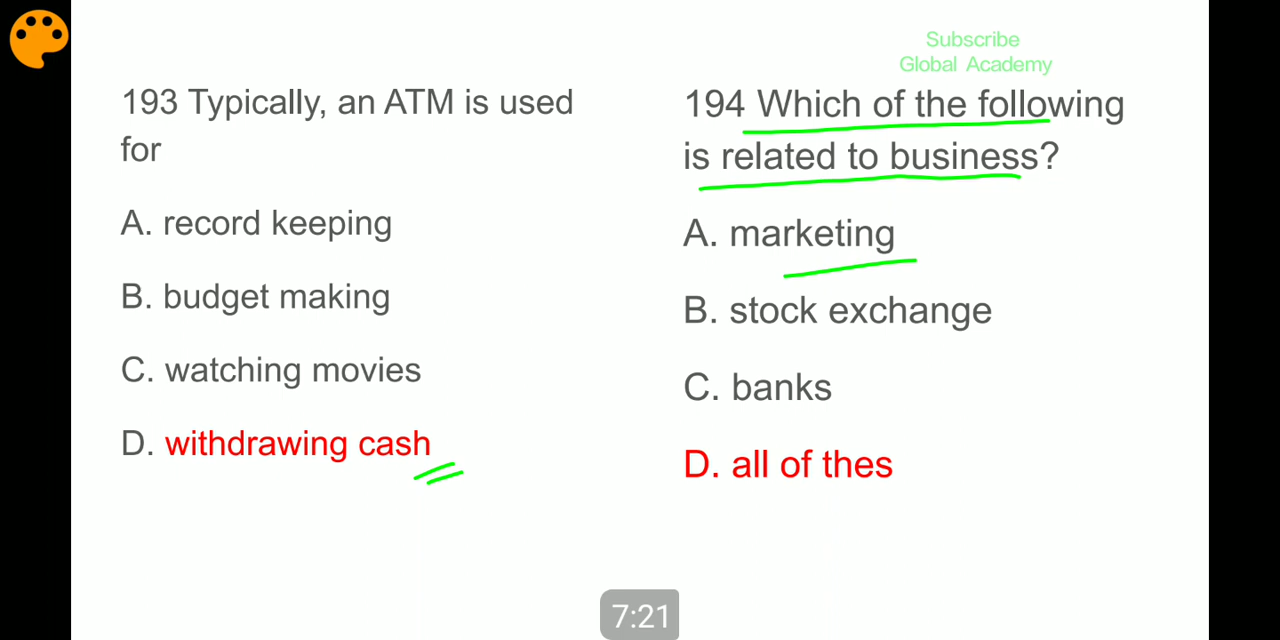 Subscribe
Global Academy
193 Typically, an ATM is used
for
A. record keeping
B. budget making
C. watching movies
D. withdrawing cash
194 Which of the following
is related to business?
A. marketing
B. stock exchange
C. banks
D. all of thes
7:21